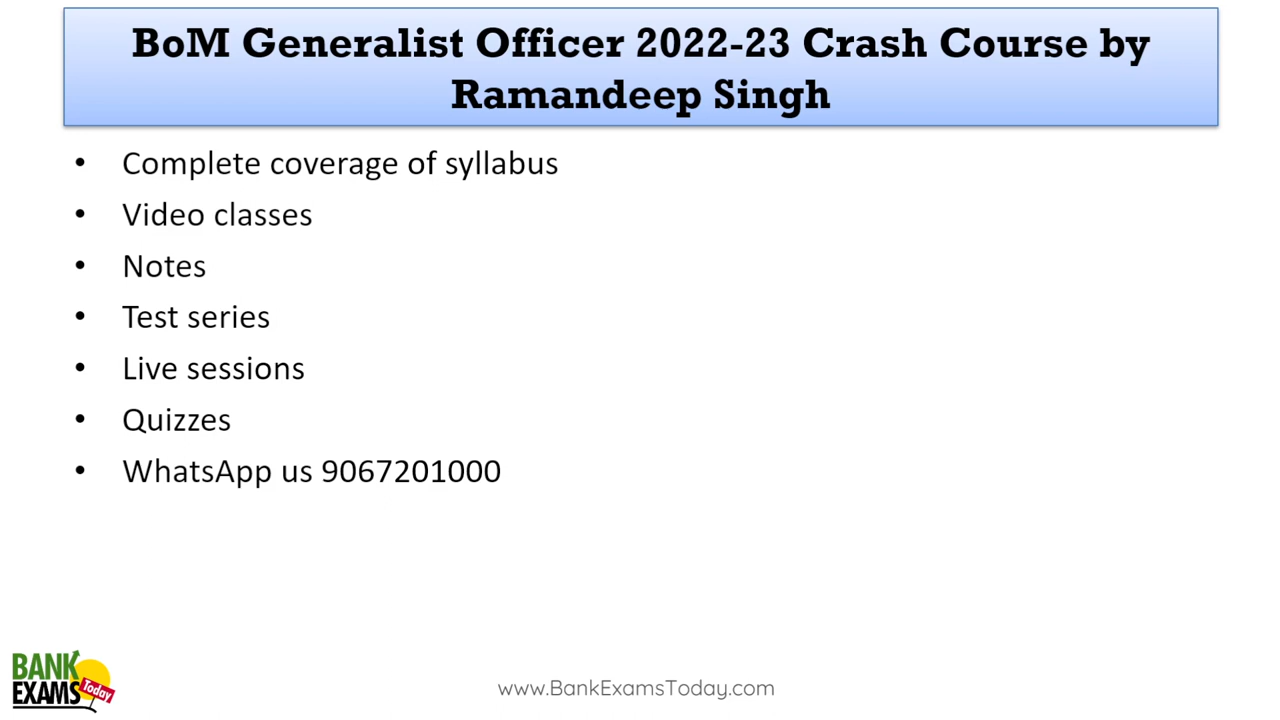 BoM Generalist Officer 2022-23 Crash Course by
Ramandeep Singh
• Complete coverage of syllabus
• Video classes
• Notes
• Test series
• Live sessions
• Quizzes
• WhatsApp us 9067201000
BANK
EXAMS Today
www.BankExamsToday.com